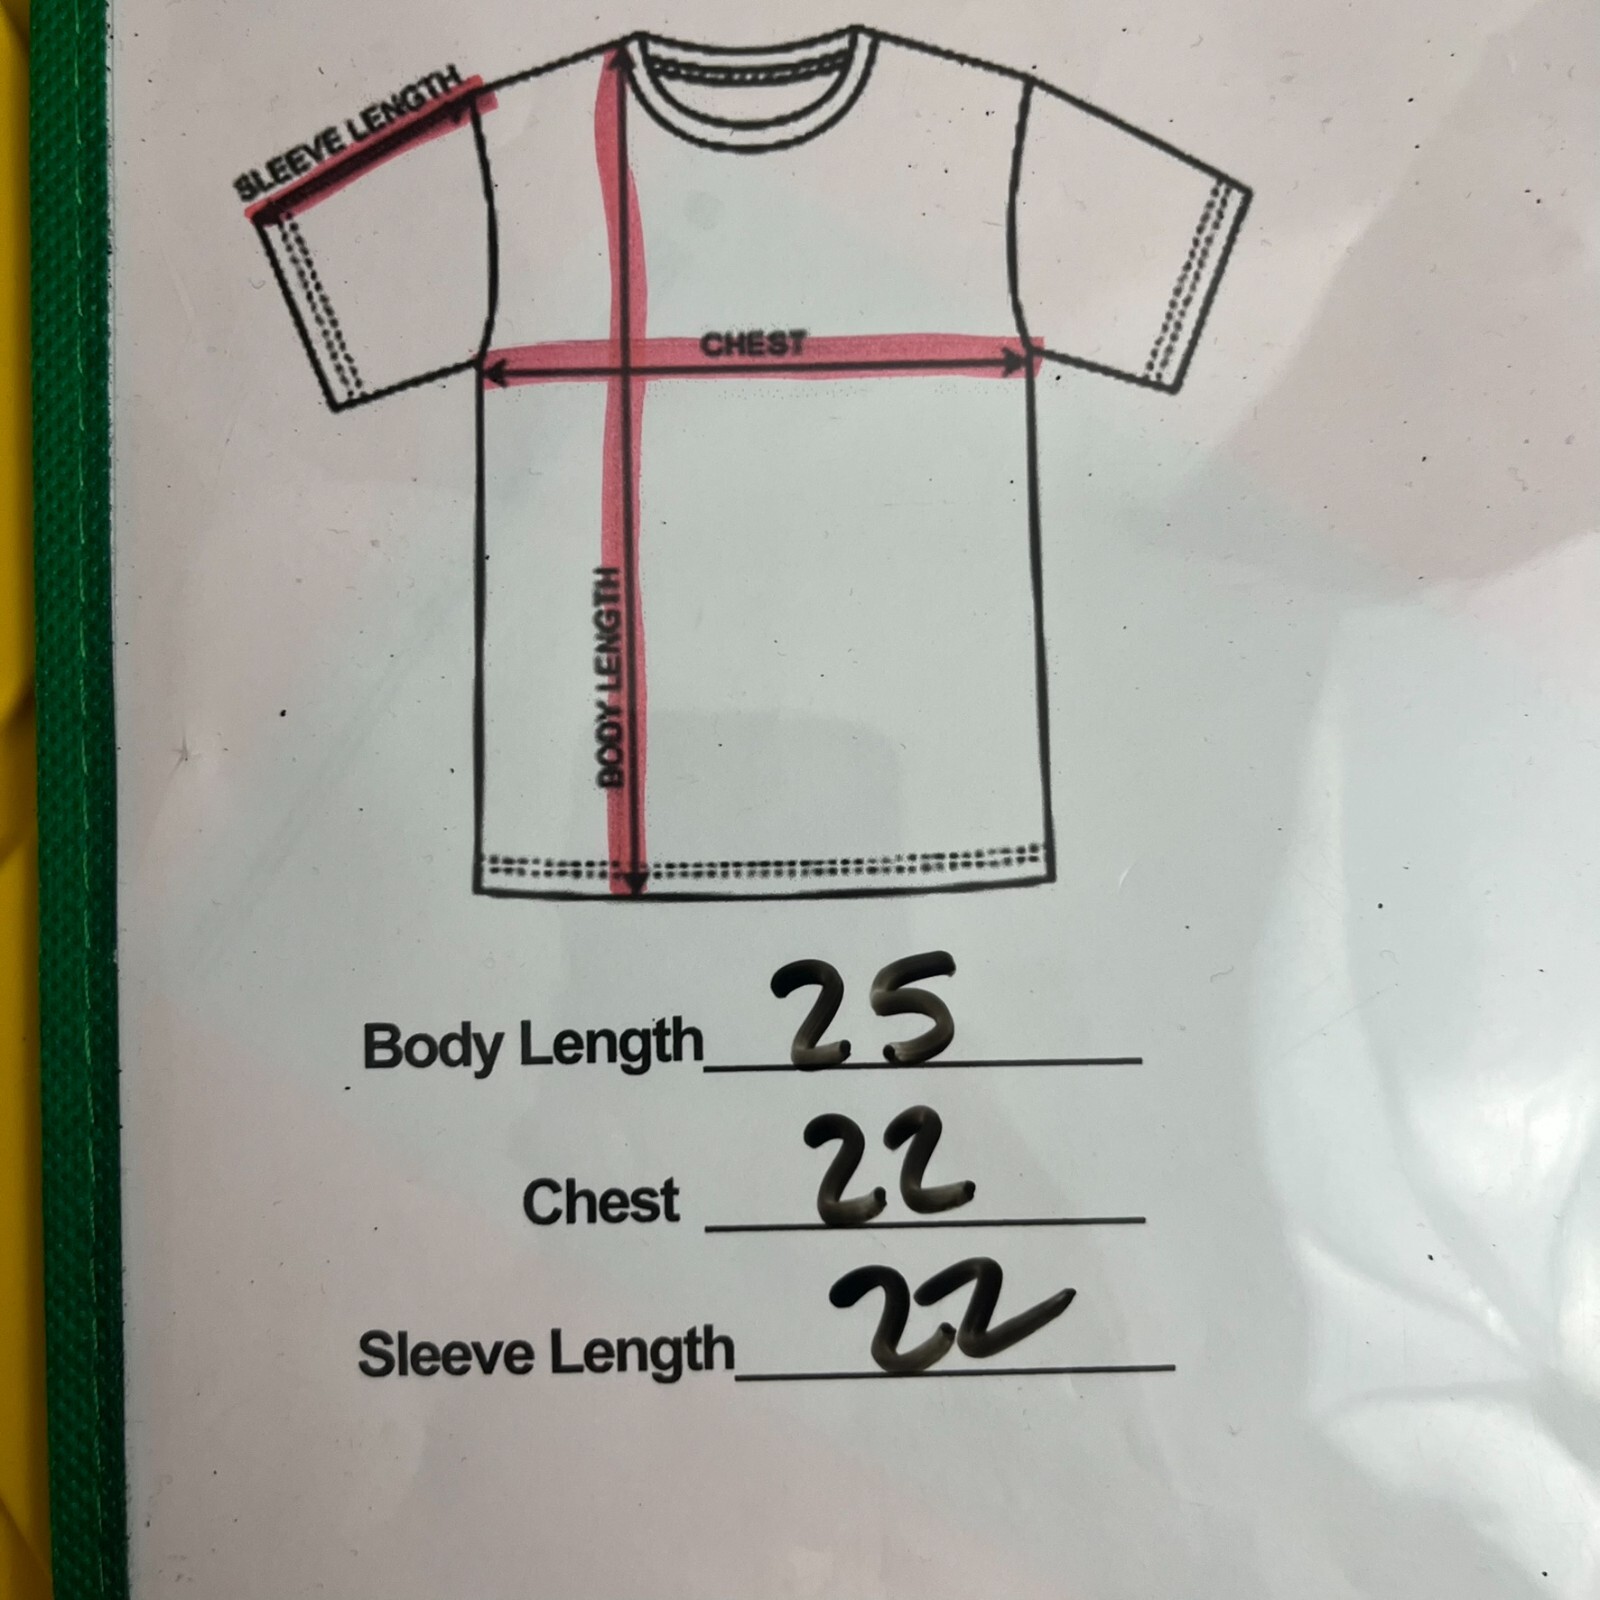 SLEEVE LENGTH
CHEST
BODY LENGTH
Body Length 25
Chest 22
Sleeve Length 22